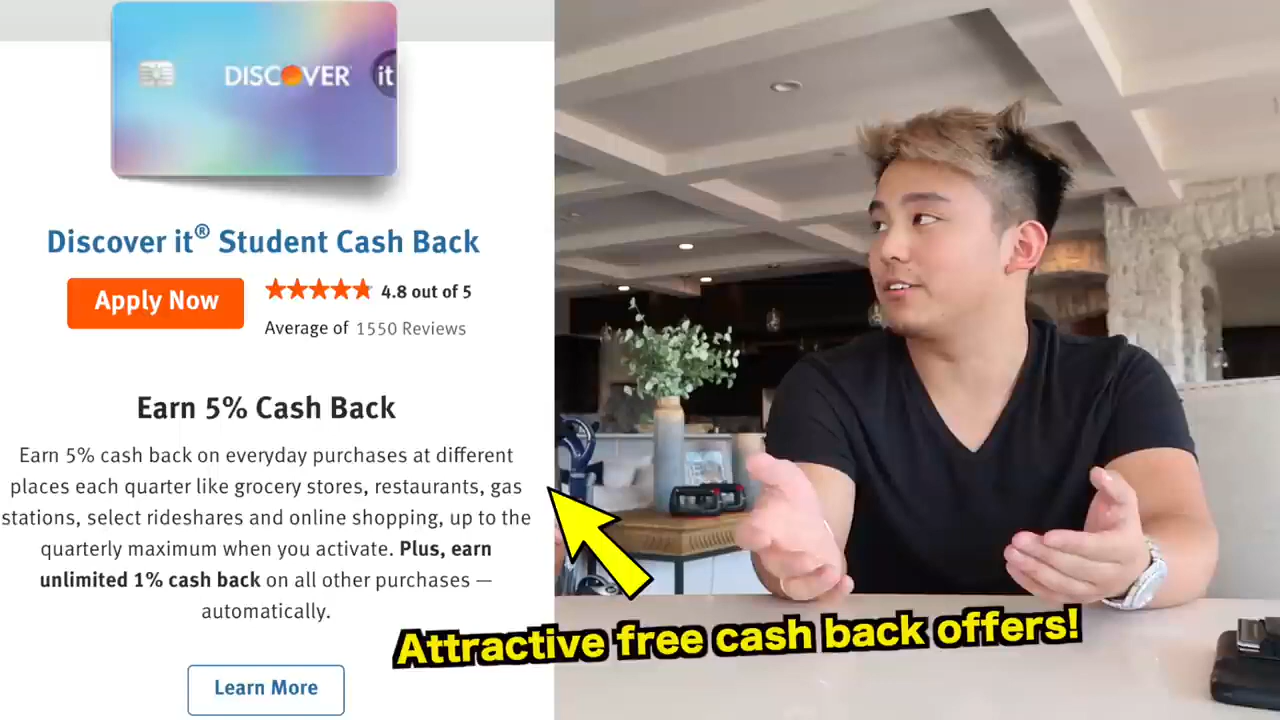 DISCOVER it
Discover it® Student Cash Back
Apply Now
4.8 out of 5
Average of 1550 Reviews
Earn 5% Cash Back
Earn 5% cash back on everyday purchases at different
places each quarter like grocery stores, restaurants, gas
stations, select rideshares and online shopping, up to the
quarterly maximum when you activate. Plus, earn
unlimited 1% cash back on all other purchases —
automatically.
Learn More
Attractive free cash back offers!